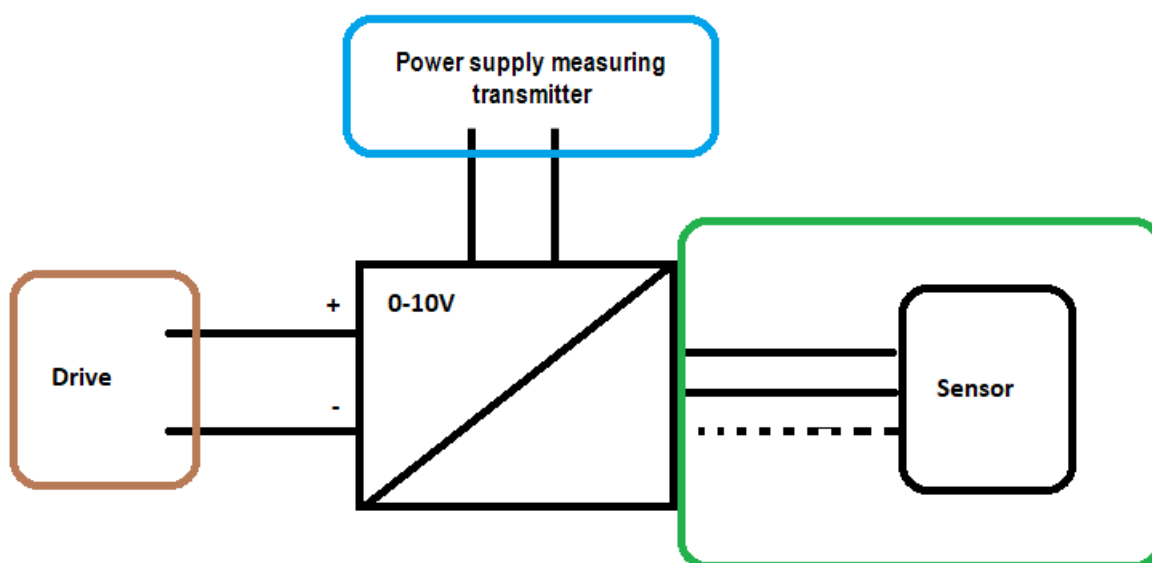 Power supply measuring
transmitter
+
0-10V
Drive
-
Sensor